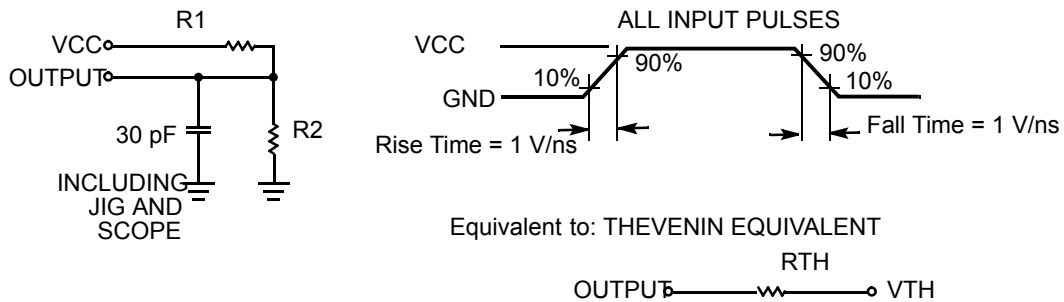 R1
VCC
OUTPUT
30 pF
R2
INCLUDING
JIG AND
SCOPE
ALL INPUT PULSES
VCC
GND
10%
90%
90%
10%
Rise Time = 1 V/ns
Fall Time = 1 V/ns
Equivalent to: THEVENIN EQUIVALENT
RTH
OUTPUT
VTH